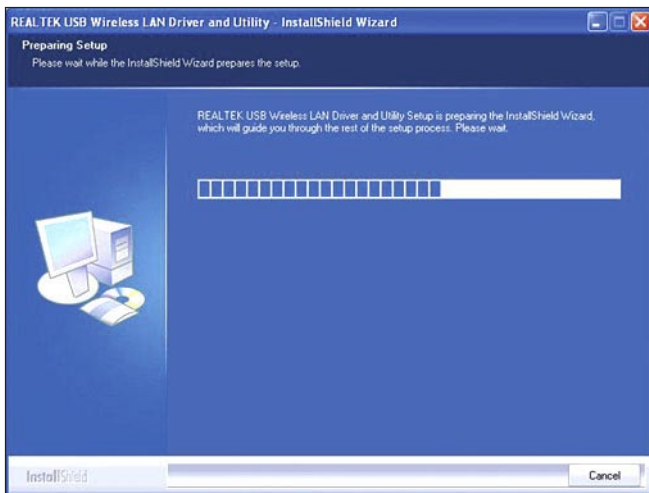 REALTEK USB Wireless LAN Driver and Utility - InstallShield Wizard
Preparing Setup
Please wait while the InstallShield Wizard prepares the setup.
REALTEK USB Wireless LAN Driver and Utility Setup is preparing the InstallShield Wizard,
which will guide you through the rest of the setup process. Please wait.
InstallShield
Cancel